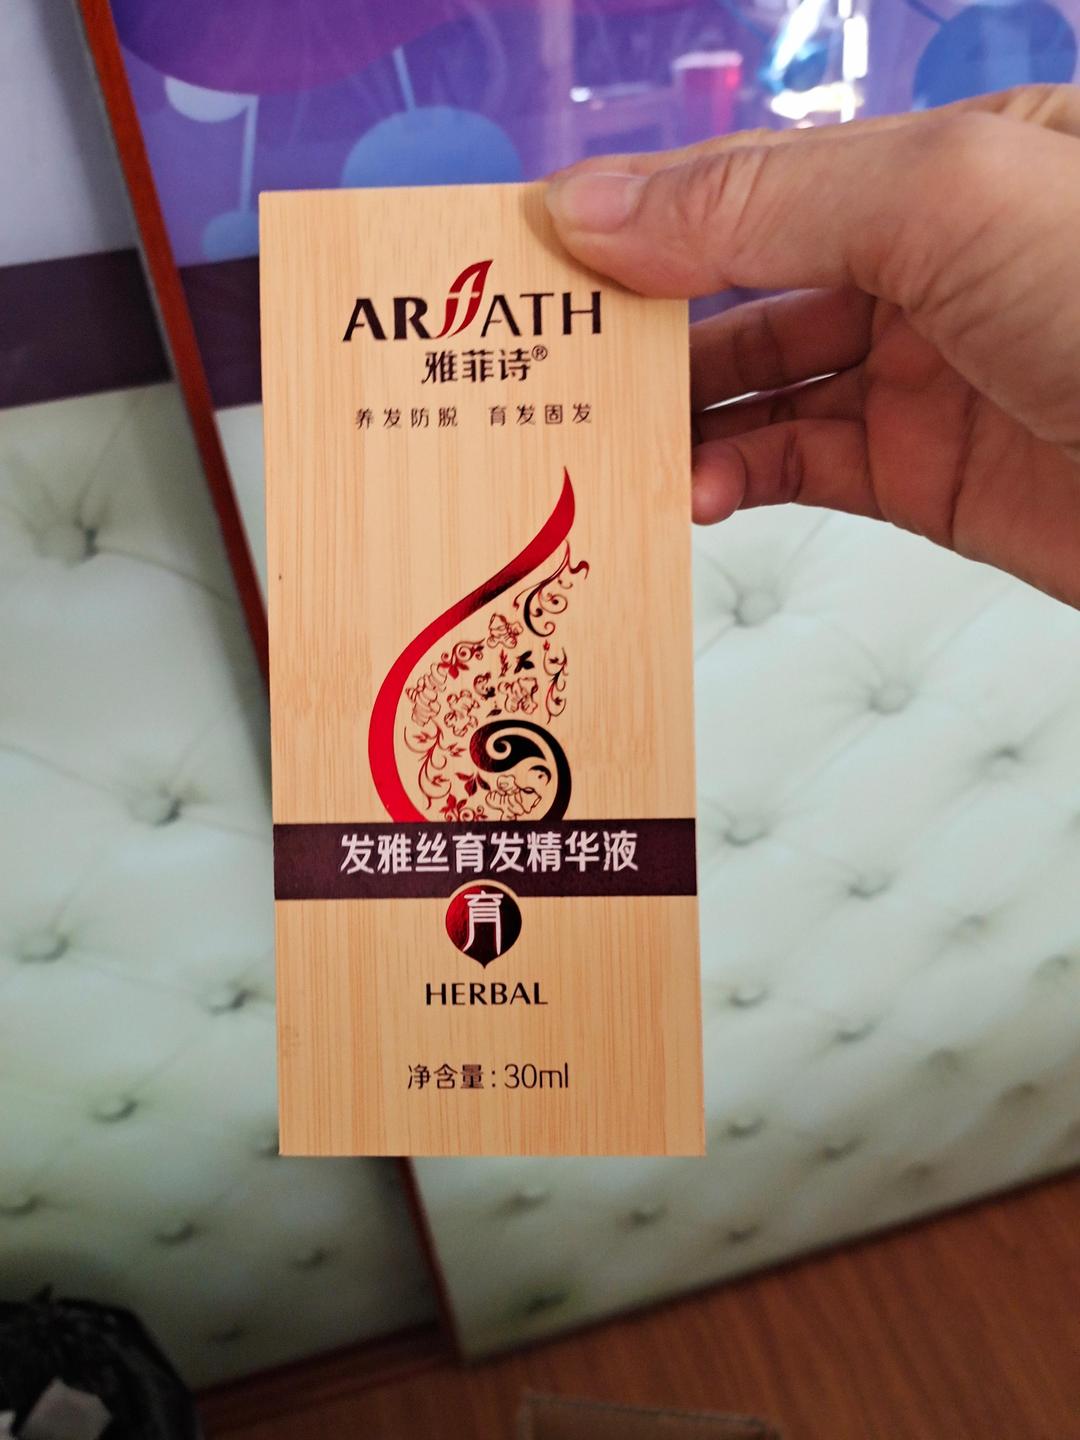 ARffATH
雅菲诗®
养发防脱 育发固发
发雅丝育发精华液
育
HERBAL
净含量:30ml